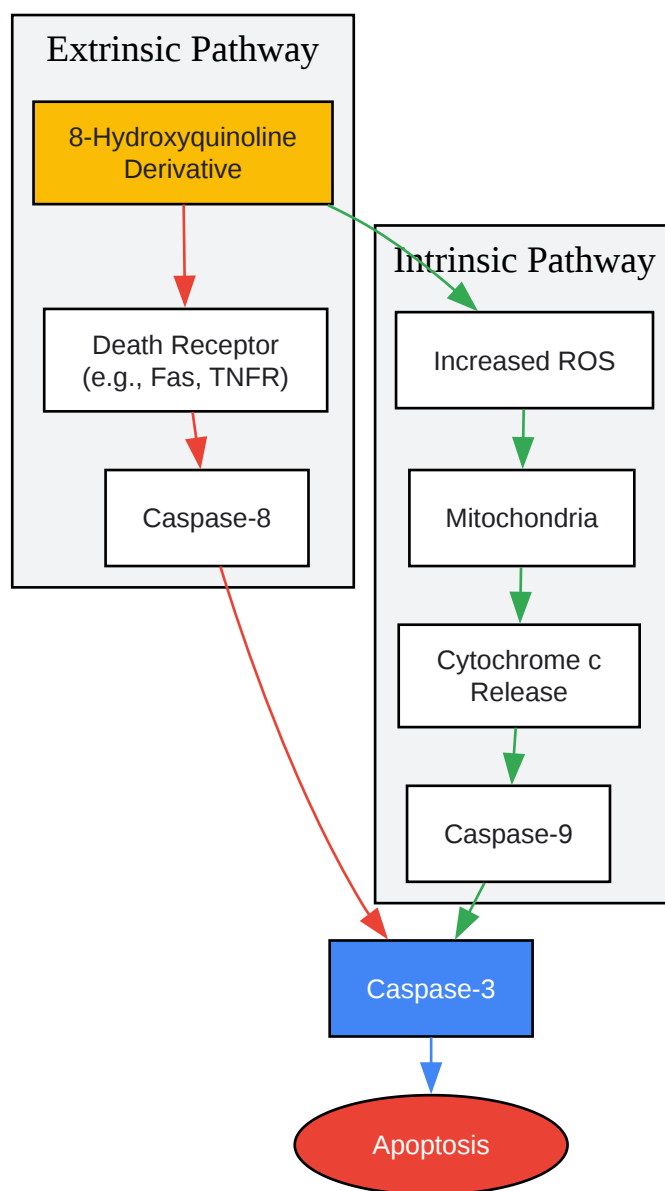 Extrinsic Pathway
8-Hydroxyquinoline
Derivative
Death Receptor
(e.g., Fas, TNFR)
Caspase-8
Intrinsic Pathway
Increased ROS
Mitochondria
Cytochrome c
Release
Caspase-9
Caspase-3
Apoptosis